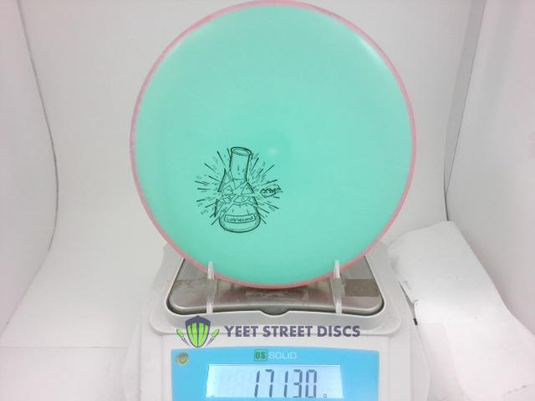 YEET STREET DISCS
US SOLID
171.30 g